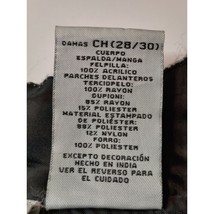 DAMAS CH (28/30)
CUERPO
ESPALDA/MANGA
FELPILLA:
100% ACRILICO
PARCHES DELANTEROS
TERCIOPELO:
100% RAYON
DUPIONI:
85% RAYON
15% POLIESTER
MATERIAL ESTAMPADO
DE POLIÉSTER:
88% POLIESTER
12% NYLON
FORRO:
100% POLIESTER
EXCEPTO DECORACIÓN
HECHO EN INDIA
VER EL REVERSO PARA
EL CUIDADO